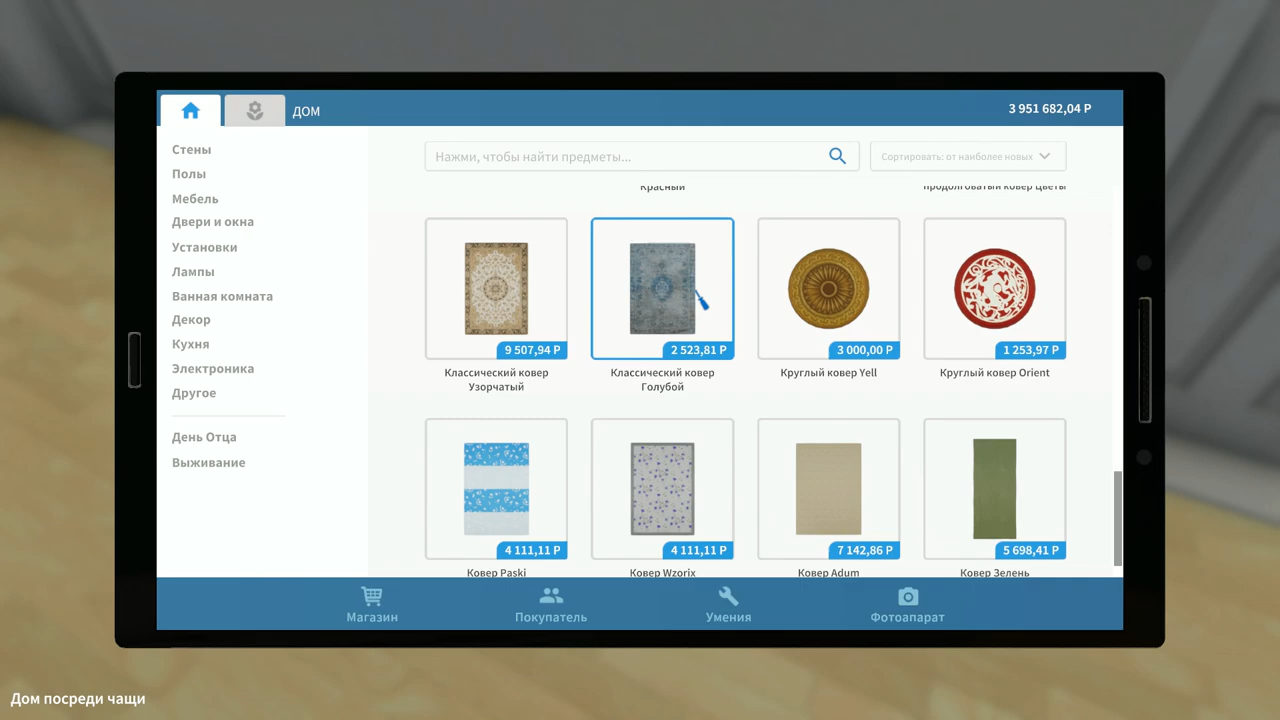 ДОМ
3 951 682,04 Р
Стены
Полы
Мебель
Двери и окна
Установки
Лампы
Ванная комната
Декор
Кухня
Электроника
Другое
День Отца
Выживание
Нажми, чтобы найти предметы...
Сортировать: от наиболее новых
Красный
продолговатый ковер Цветы
9 507,94 Р
2 523,81 Р
3 000,00 Р
1 253,97 Р
Классический ковер
Узорчатый
Классический ковер
Голубой
Круглый ковер Yell
Круглый ковер Orient
4 111,11 Р
4 111,11 Р
7 142,86 Р
5 698,41 Р
Ковер Paski
Ковер Wzorix
Ковер Adum
Ковер Зелень
Магазин
Покупатель
Умения
Фотоаппарат
Дом посреди чащи